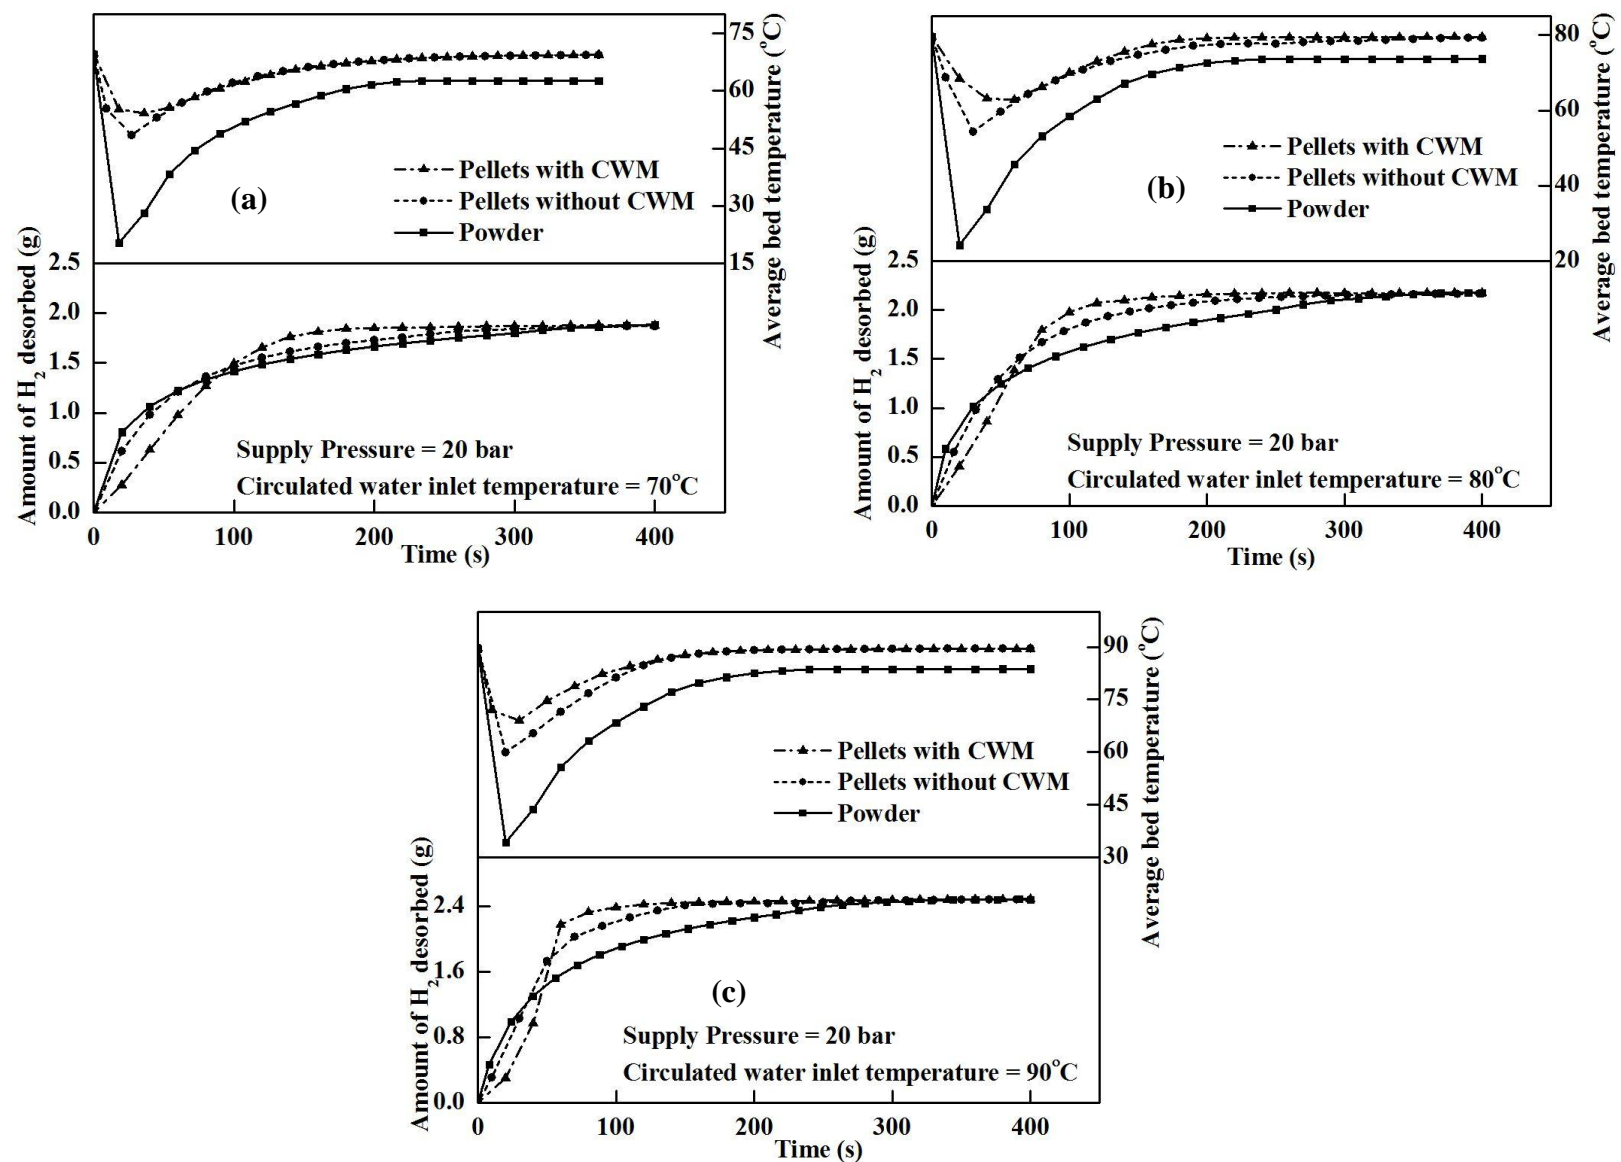 75
60
45
30
15
Average bed temperature (°C)
Pellets with CWM
Pellets without CWM
Powder
(a)
2.5
2.0
1.5
1.0
0.5
0.0
Amount of H2 desorbed (g)
Supply Pressure = 20 bar
Circulated water inlet temperature = 70°C
0 100 200 300 400
Time (s)
80
60
40
20
Average bed temperature (°C)
Pellets with CWM
Pellets without CWM
Powder
(b)
2.5
2.0
1.5
1.0
0.5
0.0
Amount of H2 desorbed (g)
Supply Pressure = 20 bar
Circulated water inlet temperature = 80°C
0 100 200 300 400
Time (s)
90
75
60
45
30
Average bed temperature (°C)
Pellets with CWM
Pellets without CWM
Powder
2.4
1.6
0.8
0.0
Amount of H2 desorbed (g)
(c)
Supply Pressure = 20 bar
Circulated water inlet temperature = 90°C
0 100 200 300 400
Time (s)